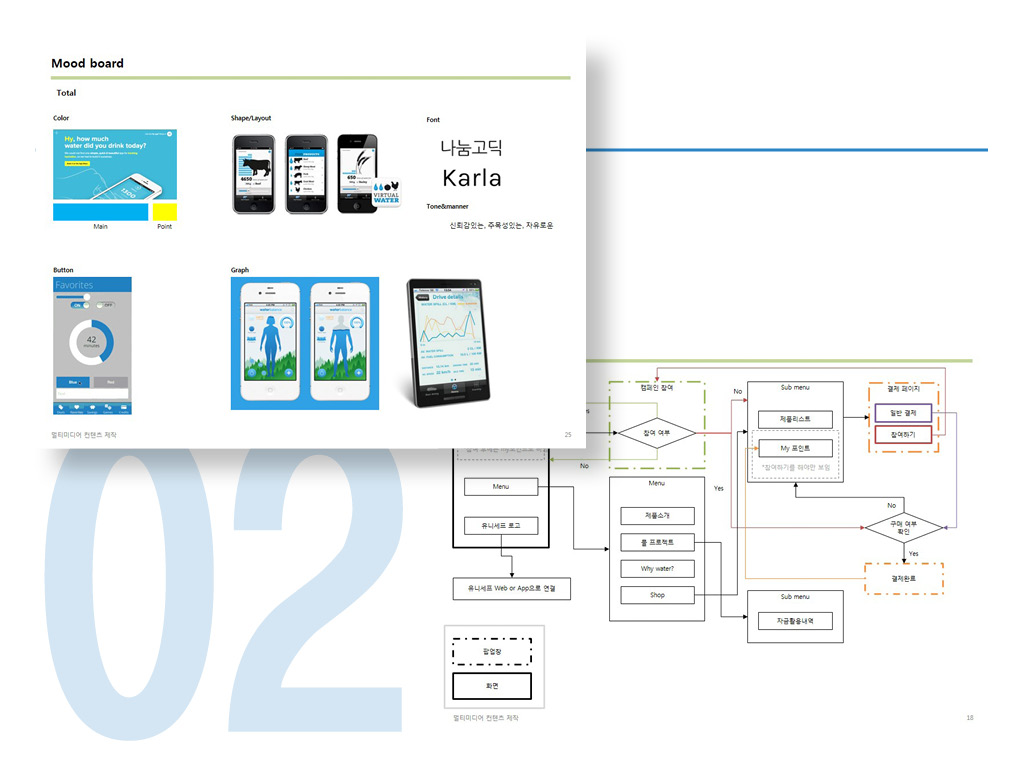 Mood board
Total
Color
Shape/Layout
Font
Hy, how much
water did you drink today?
나눔고딕
Karla
4650
VIRTUAL
WATER
Tone&manner
신뢰감있는, 주목성있는, 자유로운
Main
Point
Button
Graph
Favorites
42
minutes
Blue
Drive details
멀티미디어 컨텐츠 제작
25
02
캠페인 참여
참여 여부
No
No
Yes
Sub menu
제품리스트
My 포인트
*참여하기를 해야만 보임
결제 페이지
일반 결제
참여하기
Menu
유니세프 로고
유니세프 Web or App으로 연결
Menu
제품소개
물 프로젝트
Why water?
Shop
No
구매 여부
확인
Yes
결제완료
Sub menu
자금활용내역
팝업창
화면
멀티미디어 컨텐츠 제작
18